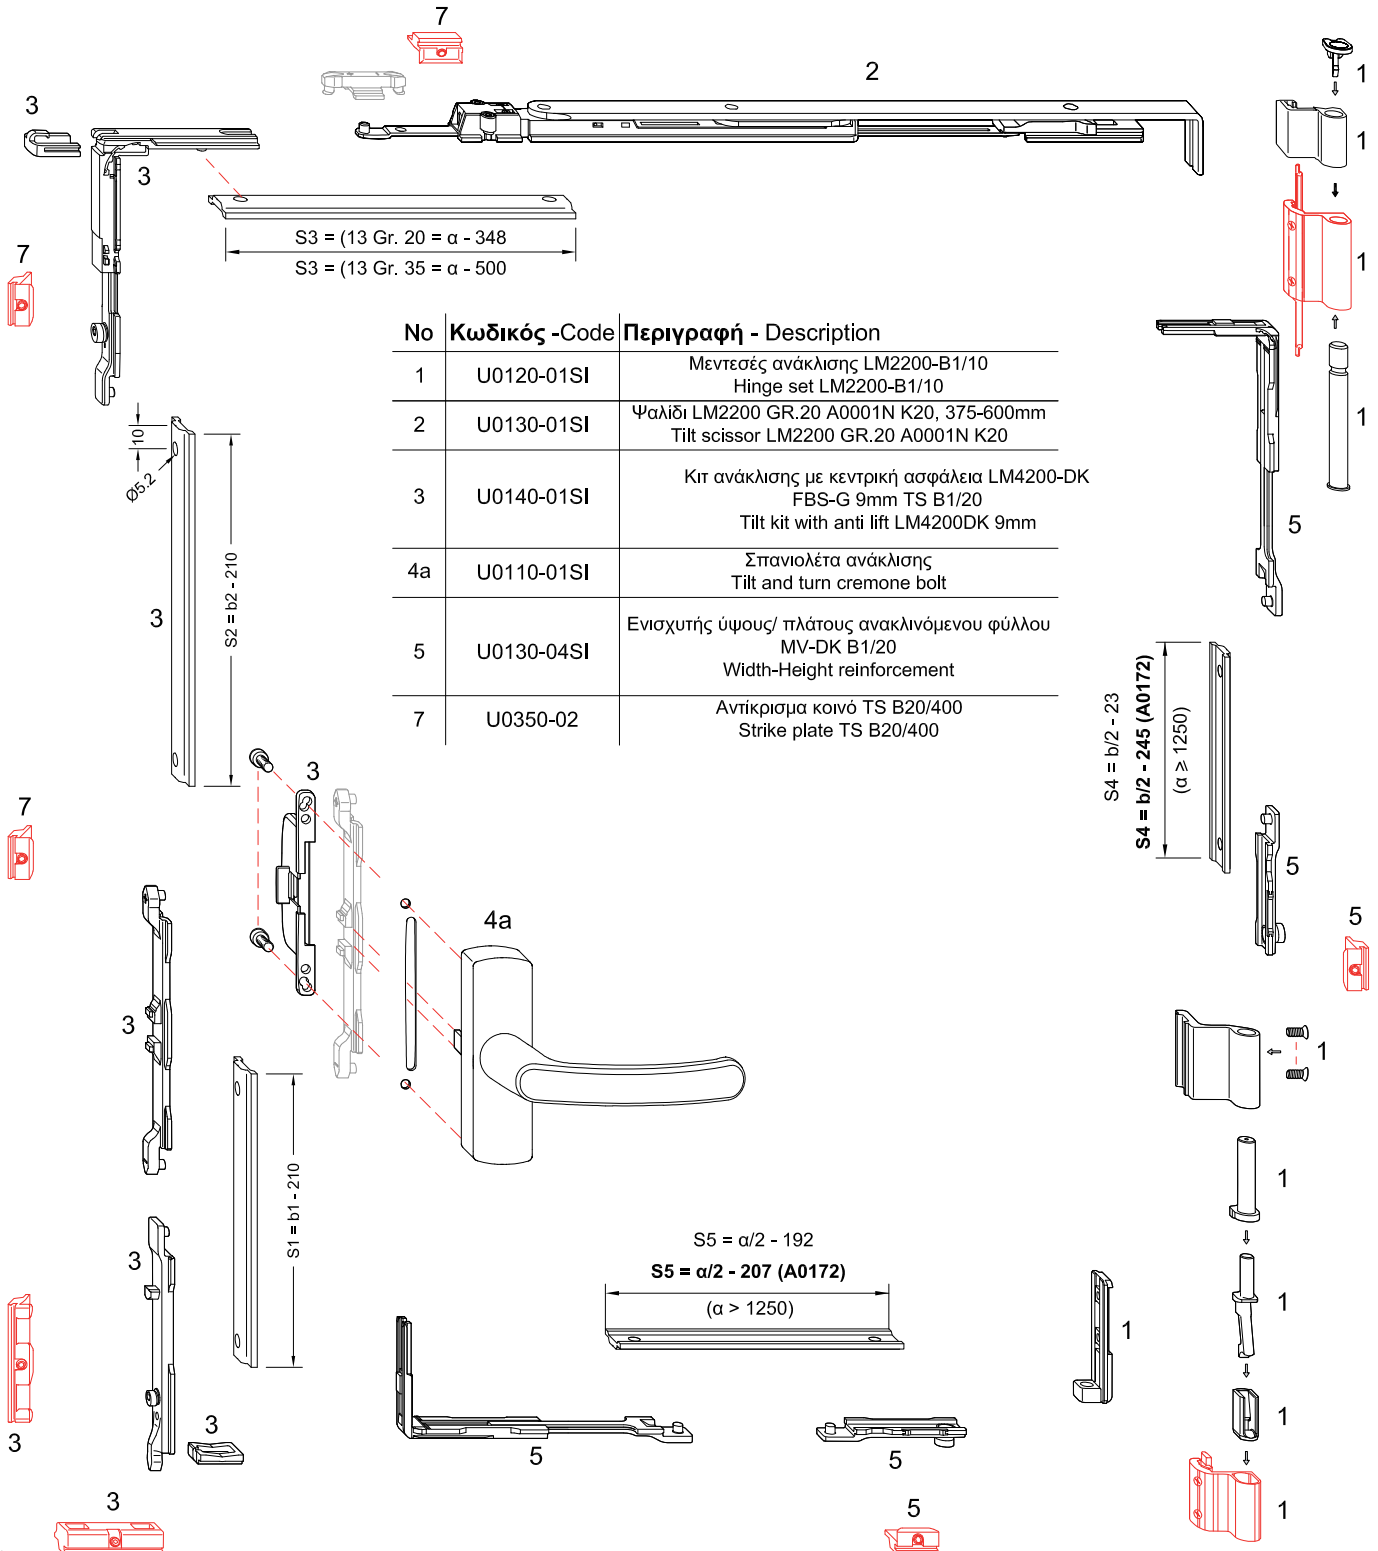 7
2
1
3
1
3
S3 = (13 Gr. 20 = α - 348
S3 = (13 Gr. 35 = α - 500
7
1
No Κωδικός -Code Περιγραφή - Description
1 U0120-01SI Μεντεσές ανάκλισης LM2200-B1/10
Hinge set LM2200-B1/10
2 U0130-01SI Ψαλίδι LM2200 GR.20 A0001N K20, 375-600mm
Tilt scissor LM2200 GR.20 A0001N K20
3 U0140-01SI Κιτ ανάκλισης με κεντρική ασφάλεια LM4200-DK
FBS-G 9mm TS B1/20
Tilt kit with anti lift LM4200DK 9mm
4a U0110-01SI Σπανιολέτα ανάκλισης
Tilt and turn cremone bolt
5 U0130-04SI Ενισχυτής ύψους/ πλάτους ανακλινόμενου φύλλου
MV-DK B1/20
Width-Height reinforcement
7 U0350-02 Αντίκρισμα κοινό TS B20/400
Strike plate TS B20/400
1
5
10
Ø5.2
S2 = b2 - 210
3
S4 = b/2 - 23
S4 = b/2 - 245 (A0172)
(α ≥ 1250)
3
7
5
5
4a
3
1
S1 = b1 - 210
1
3
S5 = α/2 - 192
S5 = α/2 - 207 (A0172)
(α > 1250)
1
1
3
3
1
5
5
3
5
1